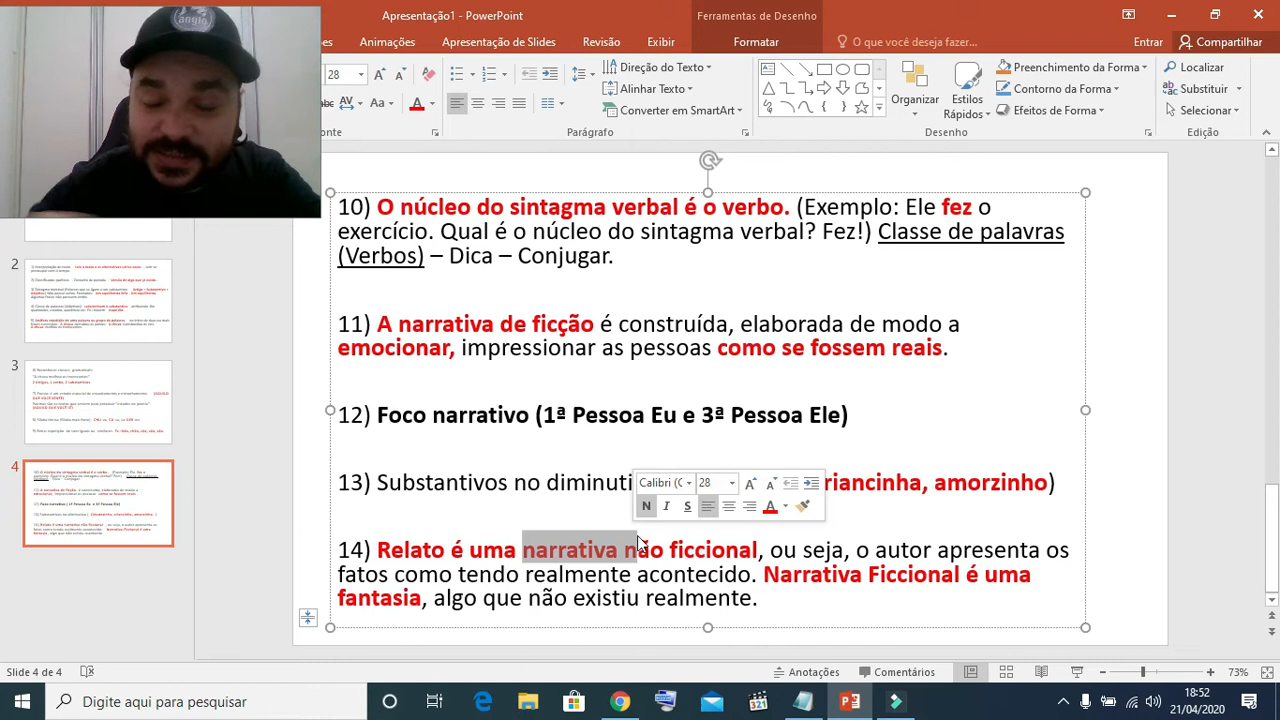 anglo
Apresentação1 - PowerPoint
Ferramentas de Desenho
Animações
Apresentação de Slides
Revisão
Exibir
Formatar
O que você deseja fazer...
Entrar
Compartilhar
28
Direção do Texto
Alinhar Texto
Converter em SmartArt
Organizar
Estilos Rápidos
Preenchimento da Forma
Contorno da Forma
Efeitos de Forma
Localizar
Substituir
Selecionar
Parágrafo
Desenho
Edição
10) O núcleo do sintagma verbal é o verbo. (Exemplo: Ele fez o
exercício. Qual é o núcleo do sintagma verbal? Fez!) Classe de palavras
(Verbos) – Dica – Conjugar.
11) A narrativa de ficção é construída, elaborada de modo a
emocionar, impressionar as pessoas como se fossem reais.
12) Foco narrativo (1ª Pessoa Eu e 3ª Pessoa Ele)
13) Substantivos no diminuti
riancinha, amorzinho)
Calibri (C
28
N I S
14) Relato é uma narrativa não ficcional, ou seja, o autor apresenta os
fatos como tendo realmente acontecido. Narrativa Ficcional é uma
fantasia, algo que não existiu realmente.
2
3
4
Slide 4 de 4
Anotações
Comentários
73%
Digite aqui para pesquisar
321
18:52
21/04/2020